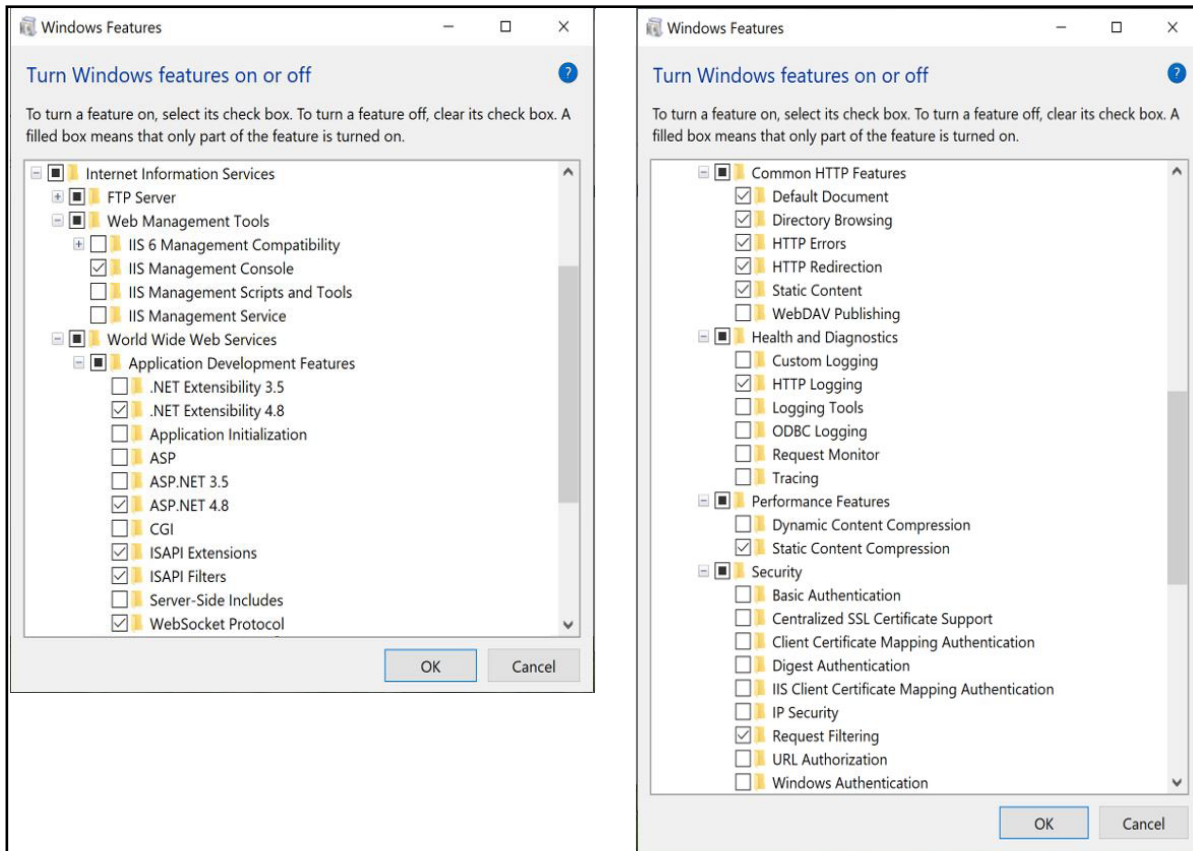 Windows Features
Turn Windows features on or off
?
To turn a feature on, select its check box. To turn a feature off, clear its check box. A
filled box means that only part of the feature is turned on.
Internet Information Services
FTP Server
Web Management Tools
IIS 6 Management Compatibility
IIS Management Console
IIS Management Scripts and Tools
IIS Management Service
World Wide Web Services
Application Development Features
.NET Extensibility 3.5
.NET Extensibility 4.8
Application Initialization
ASP
ASP.NET 3.5
ASP.NET 4.8
CGI
ISAPI Extensions
ISAPI Filters
Server-Side Includes
WebSocket Protocol
OK
Cancel
Windows Features
Turn Windows features on or off
?
To turn a feature on, select its check box. To turn a feature off, clear its check box. A
filled box means that only part of the feature is turned on.
Common HTTP Features
Default Document
Directory Browsing
HTTP Errors
HTTP Redirection
Static Content
WebDAV Publishing
Health and Diagnostics
Custom Logging
HTTP Logging
Logging Tools
ODBC Logging
Request Monitor
Tracing
Performance Features
Dynamic Content Compression
Static Content Compression
Security
Basic Authentication
Centralized SSL Certificate Support
Client Certificate Mapping Authentication
Digest Authentication
IIS Client Certificate Mapping Authentication
IP Security
Request Filtering
URL Authorization
Windows Authentication
OK
Cancel